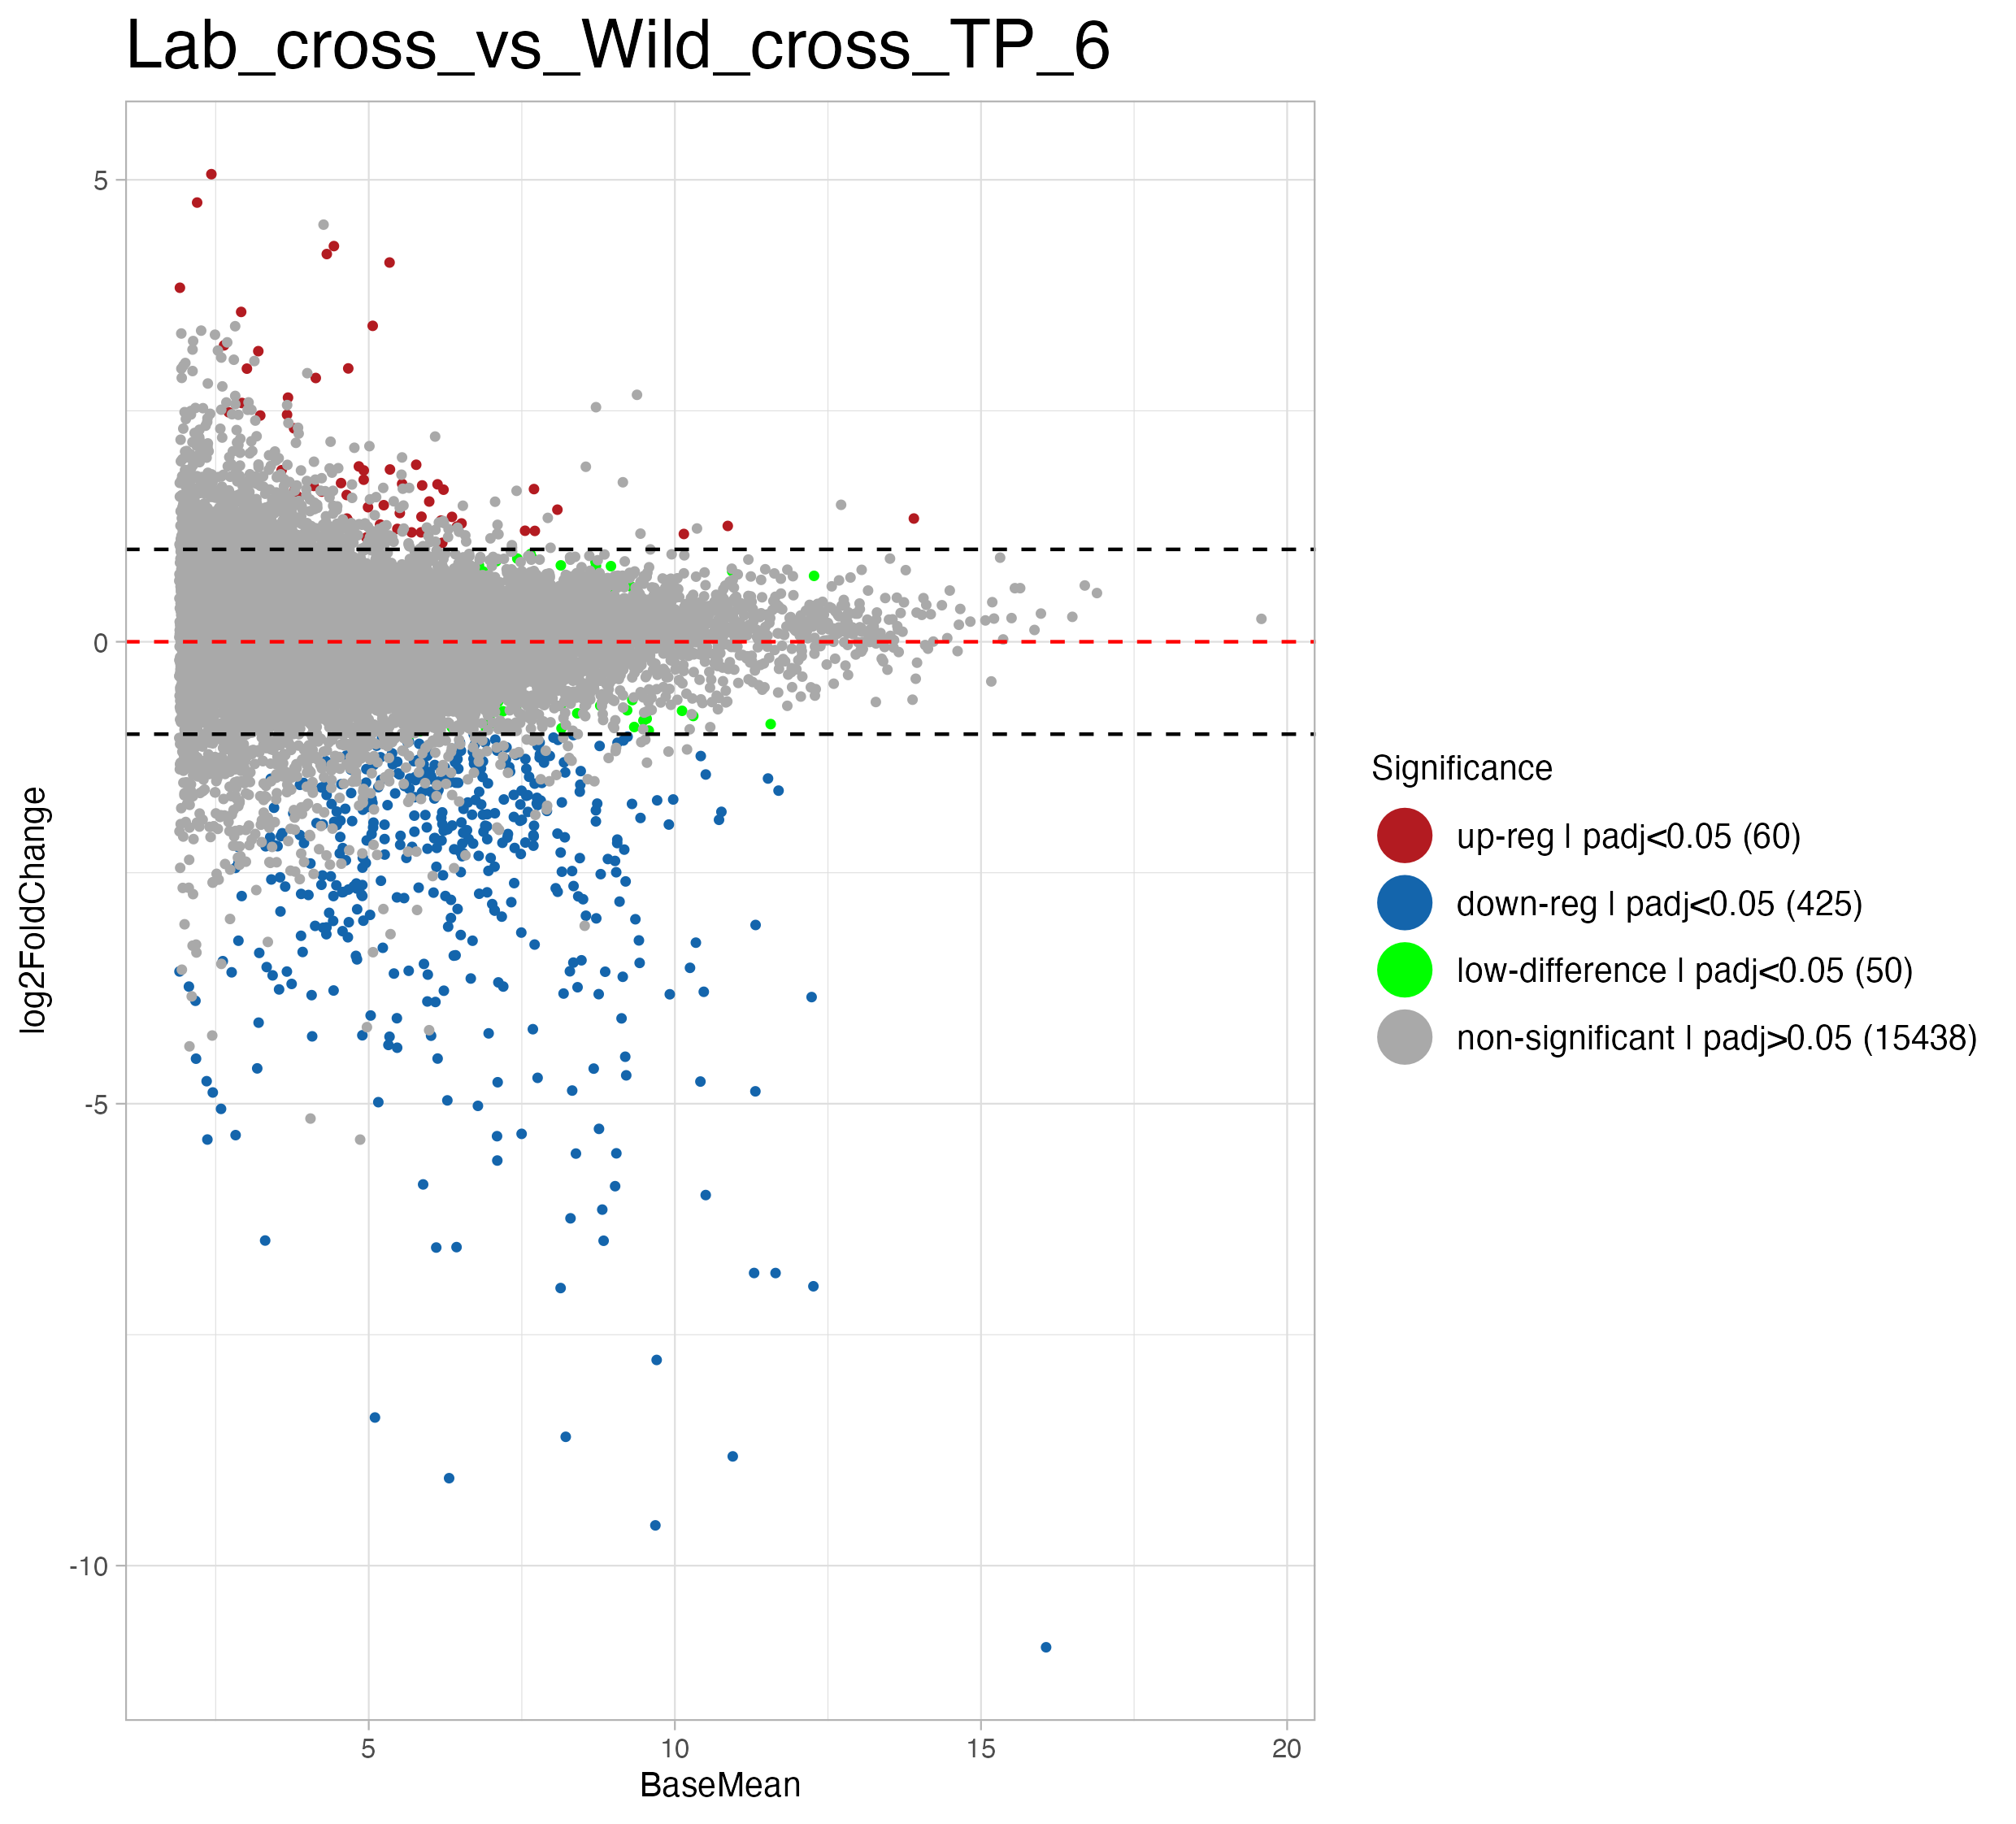 Lab_cross_vs_Wild_cross_TP_6
5
0
-5
-10
log2FoldChange
5
10
15
20
BaseMean
Significance
up-reg | padj<0.05 (60)
down-reg | padj<0.05 (425)
low-difference | padj<0.05 (50)
non-significant | padj>0.05 (15438)